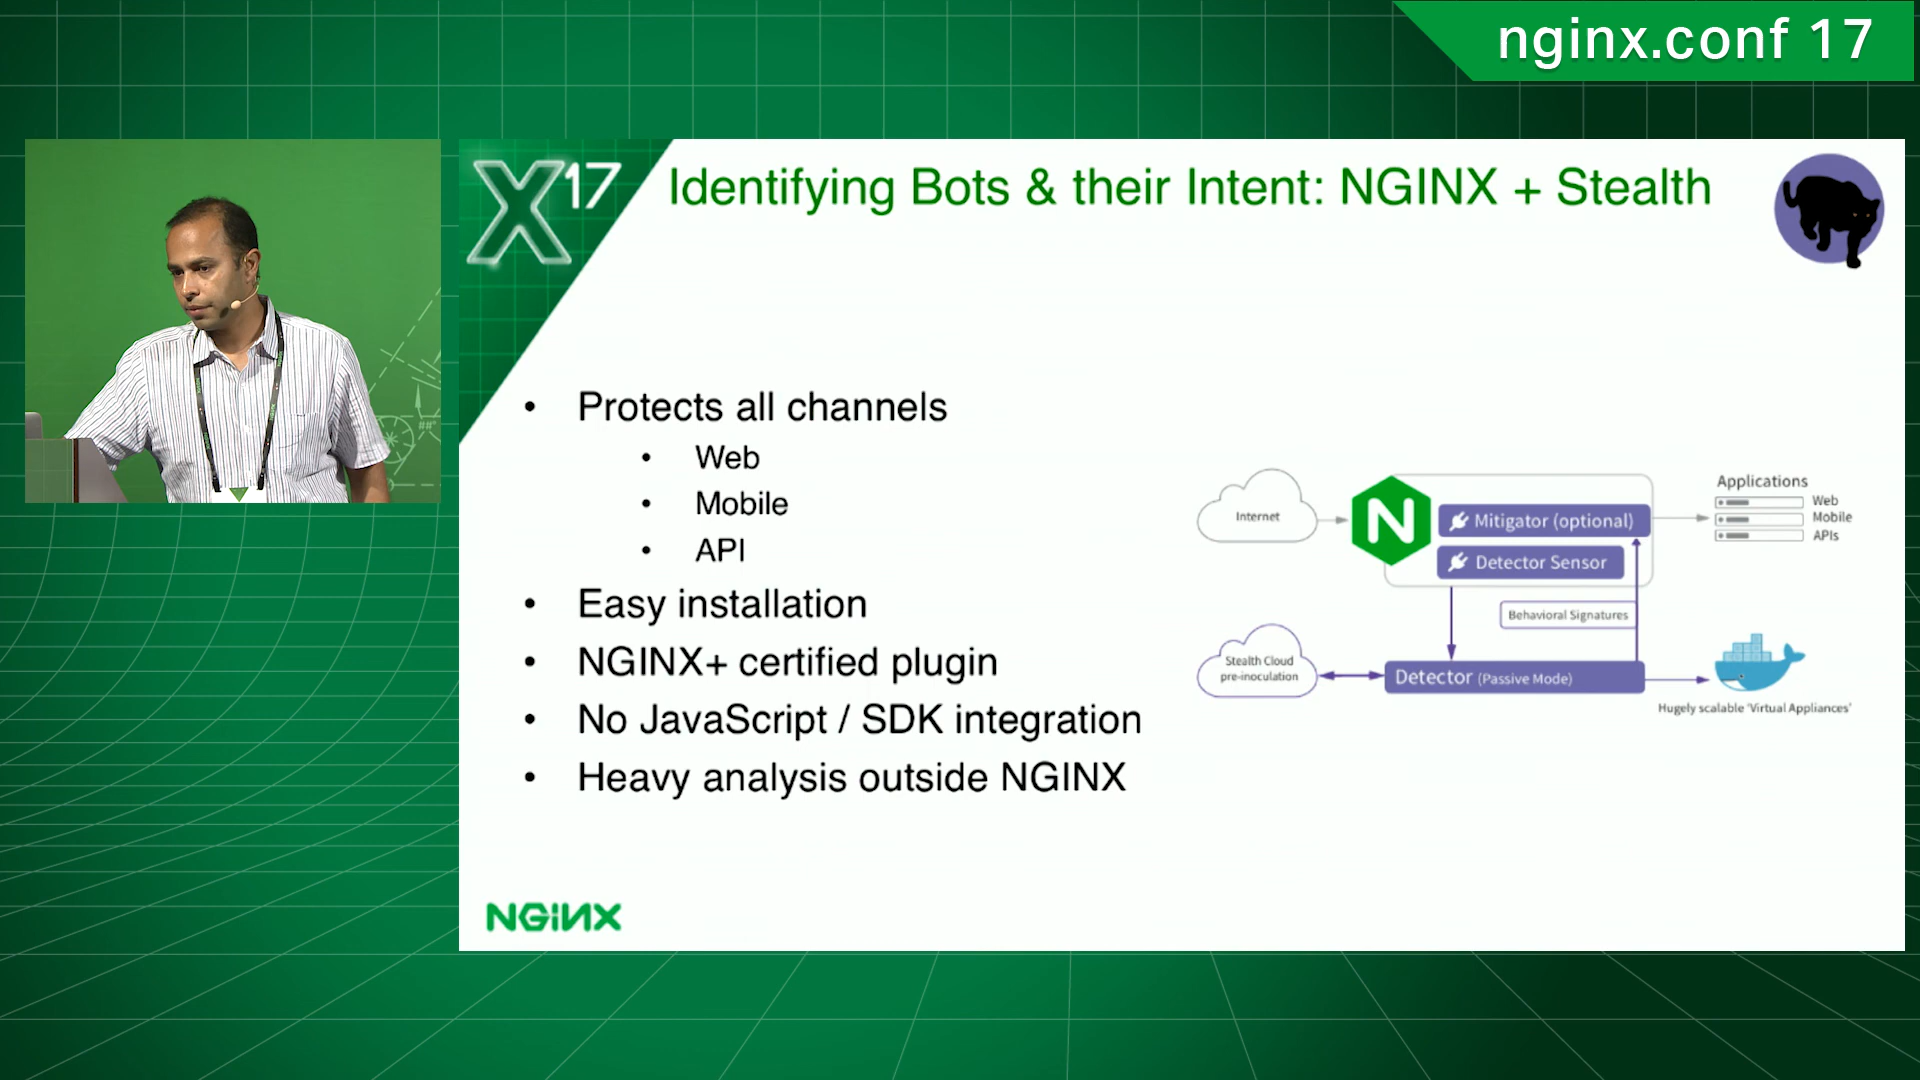 nginx.conf 17
X17
Identifying Bots & their Intent: NGINX + Stealth
• Protects all channels
• Web
• Mobile
• API
• Easy installation
• NGINX+ certified plugin
• No JavaScript / SDK integration
• Heavy analysis outside NGINX
Internet
N
Mitigator (optional)
Detector Sensor
Applications
Web
Mobile
APIs
Behavioral Signatures
Stealth Cloud
pre-inoculation
Detector (Passive Mode)
Hugely scalable 'Virtual Appliances'
NGINX